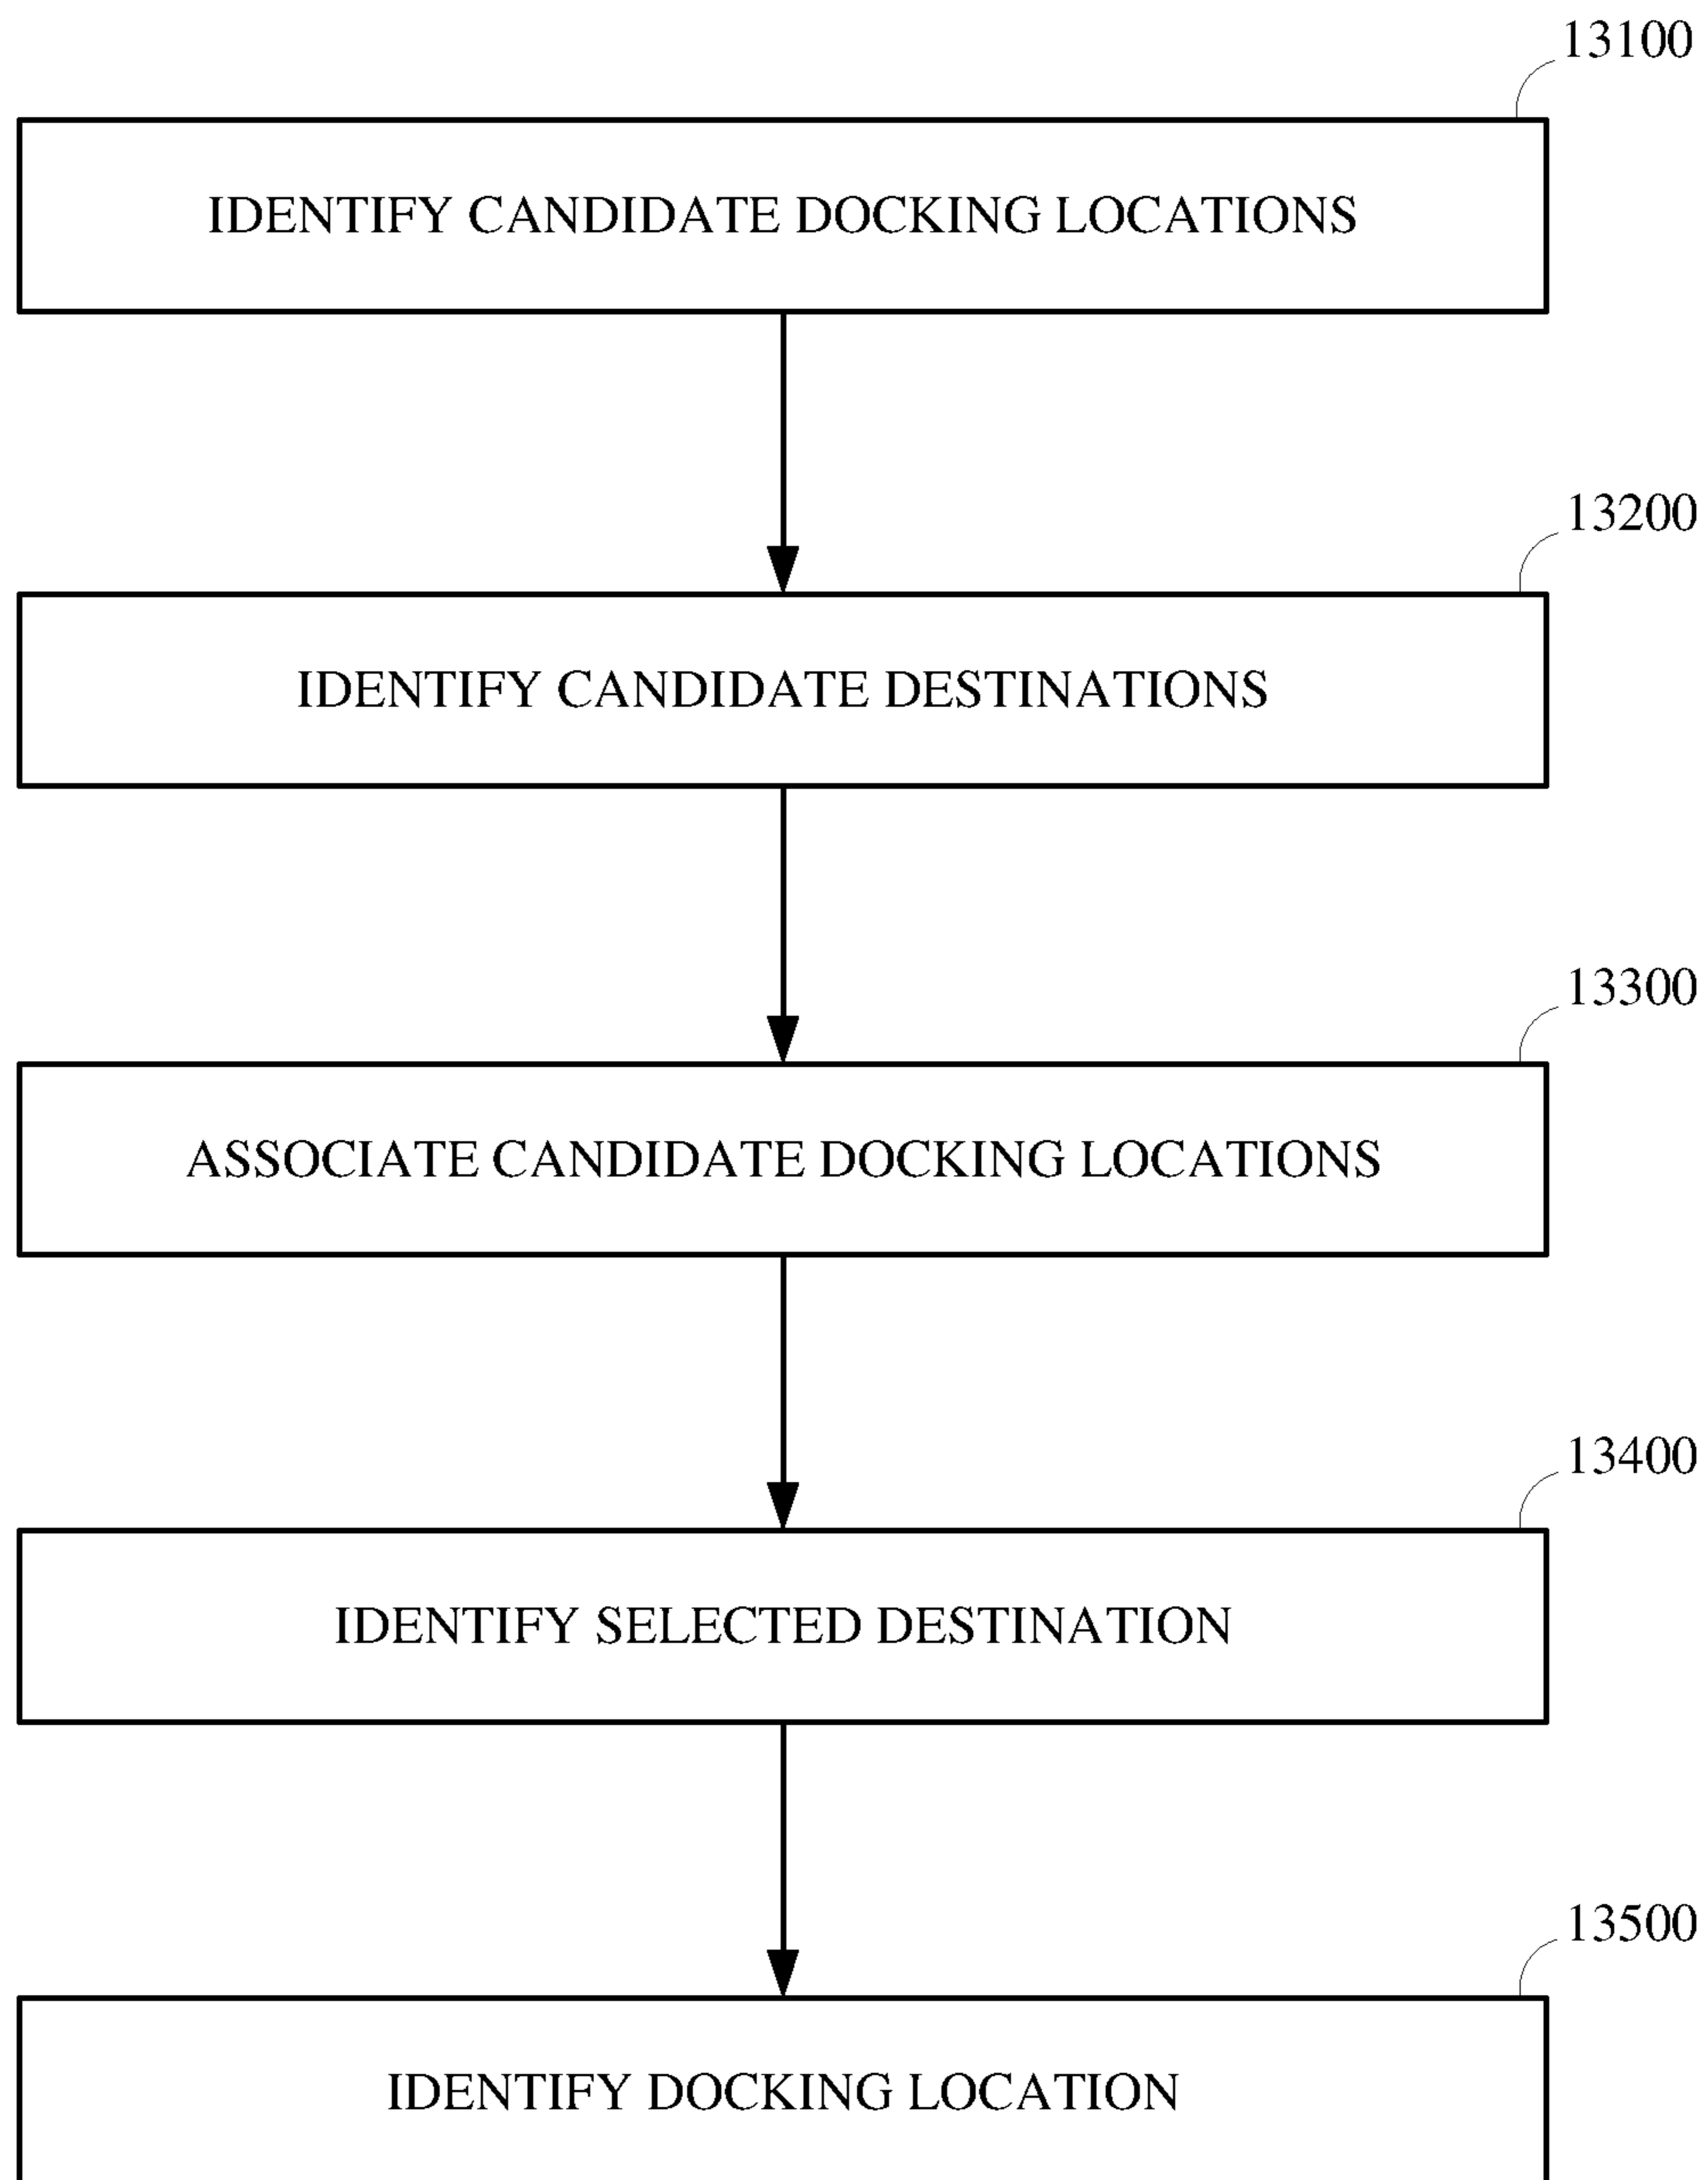 13100
IDENTIFY CANDIDATE DOCKING LOCATIONS
13200
IDENTIFY CANDIDATE DESTINATIONS
13300
ASSOCIATE CANDIDATE DOCKING LOCATIONS
13400
IDENTIFY SELECTED DESTINATION
13500
IDENTIFY DOCKING LOCATION